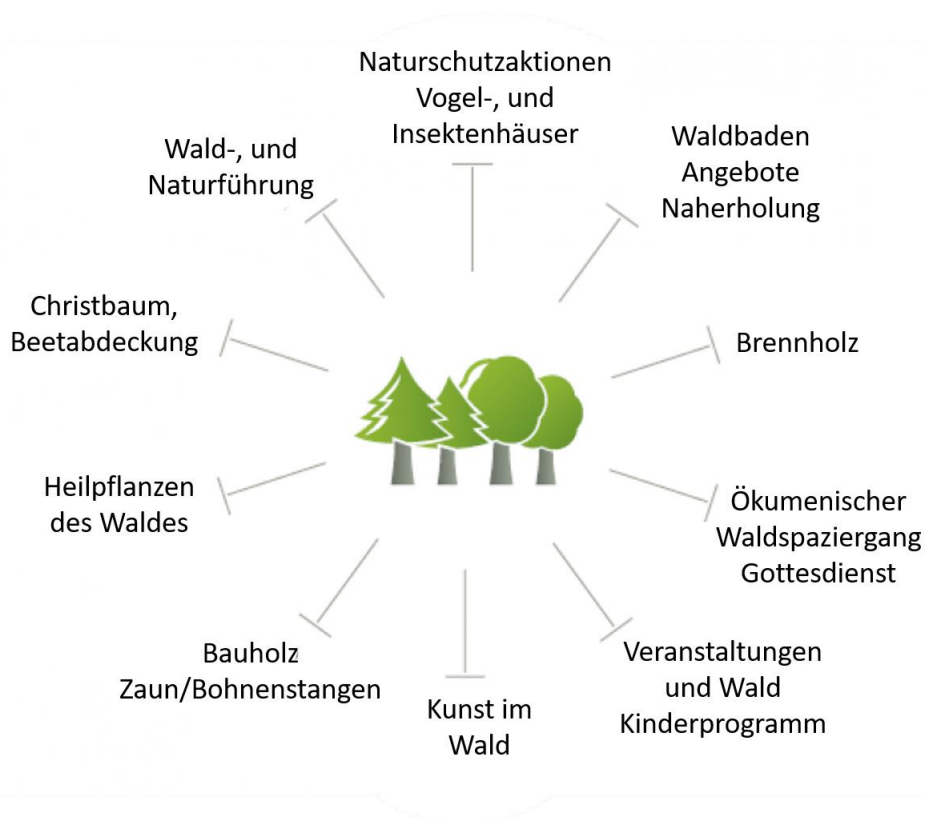 Naturschutzaktionen
Vogel-, und
Insektenhäuser
Waldbaden
Angebote
Naherholung
Brennholz
Ökumenischer
Waldspaziergang
Gottesdienst
Veranstaltungen
und Wald
Kinderprogramm
Kunst im
Wald
Bauholz
Zaun/Bohnenstangen
Heilpflanzen
des Waldes
Christbaum,
Beetabdeckung
Wald-, und
Naturführung